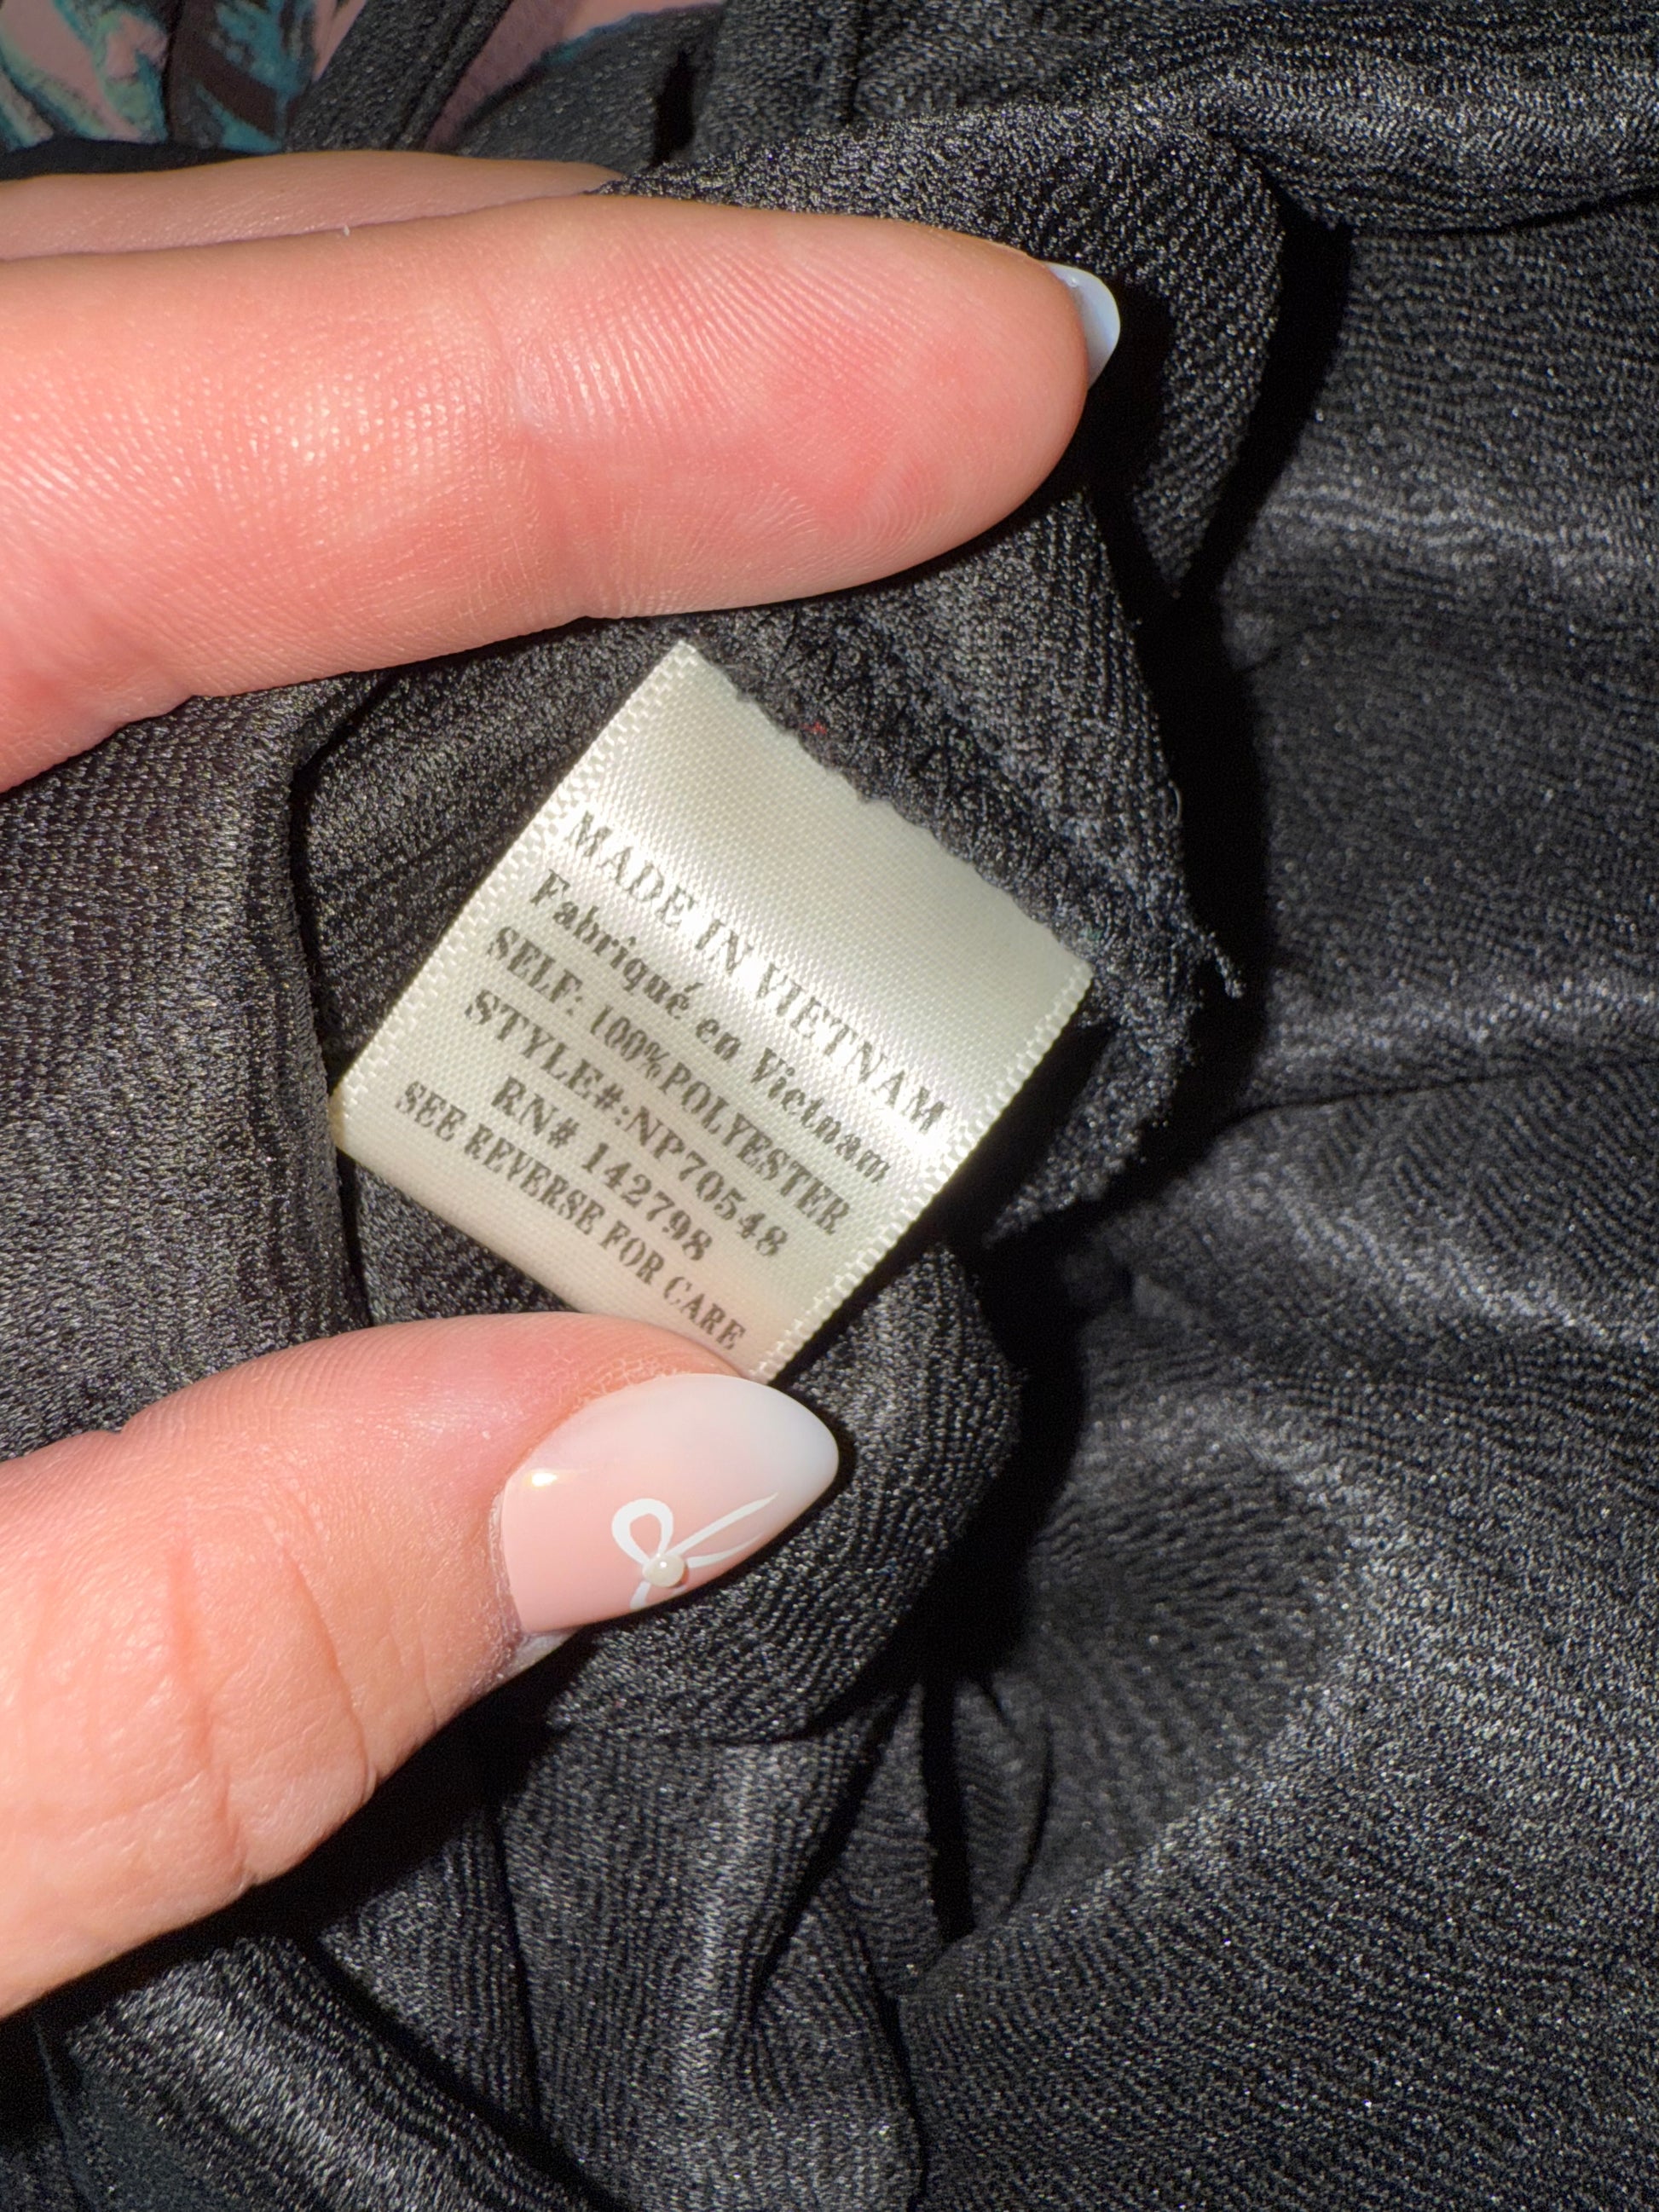 MADE IN VIETNAM
Fabriqué en Vietnam
SELF: 100%POLYESTER
STYLE#:NP70548
RN# 142798
SEE REVERSE FOR CARE